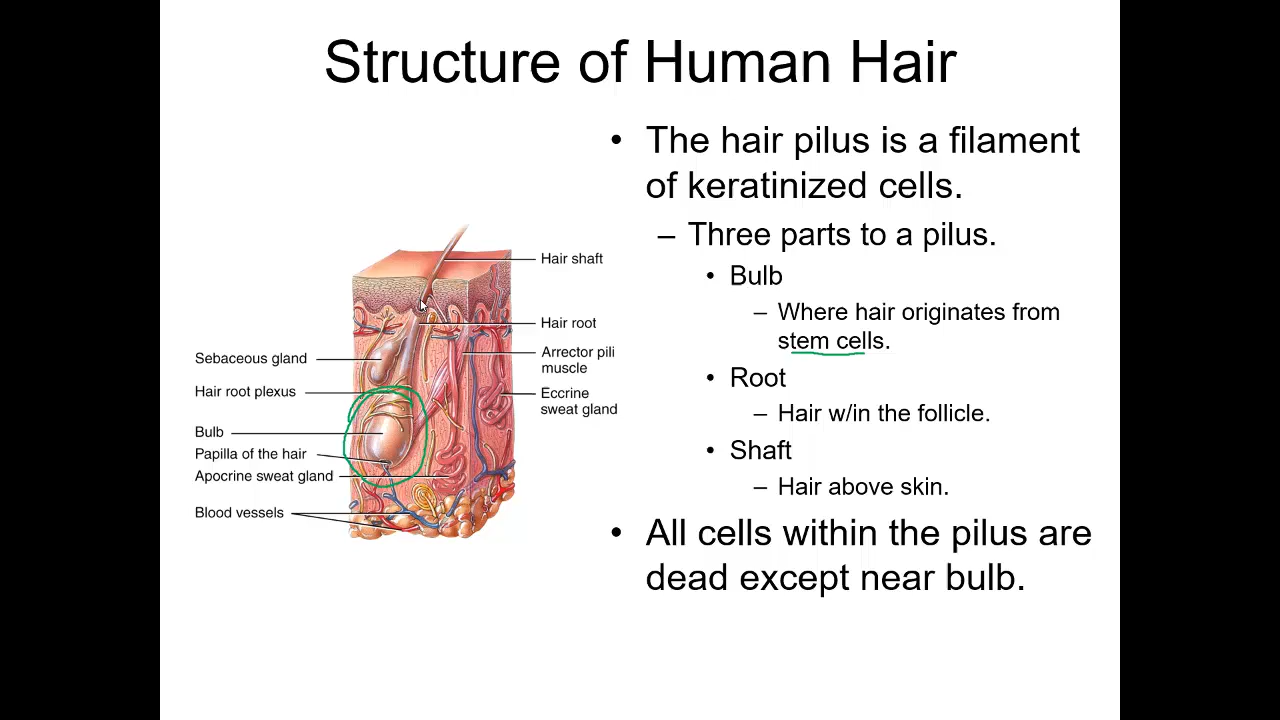 Structure of Human Hair
• The hair pilus is a filament
of keratinized cells.
– Three parts to a pilus.
• Bulb
– Where hair originates from
stem cells.
• Root
– Hair w/in the follicle.
• Shaft
– Hair above skin.
• All cells within the pilus are
dead except near bulb.
Hair shaft
Hair root
Arrector pili
muscle
Eccrine
sweat gland
Sebaceous gland
Hair root plexus
Bulb
Papilla of the hair
Apocrine sweat gland
Blood vessels